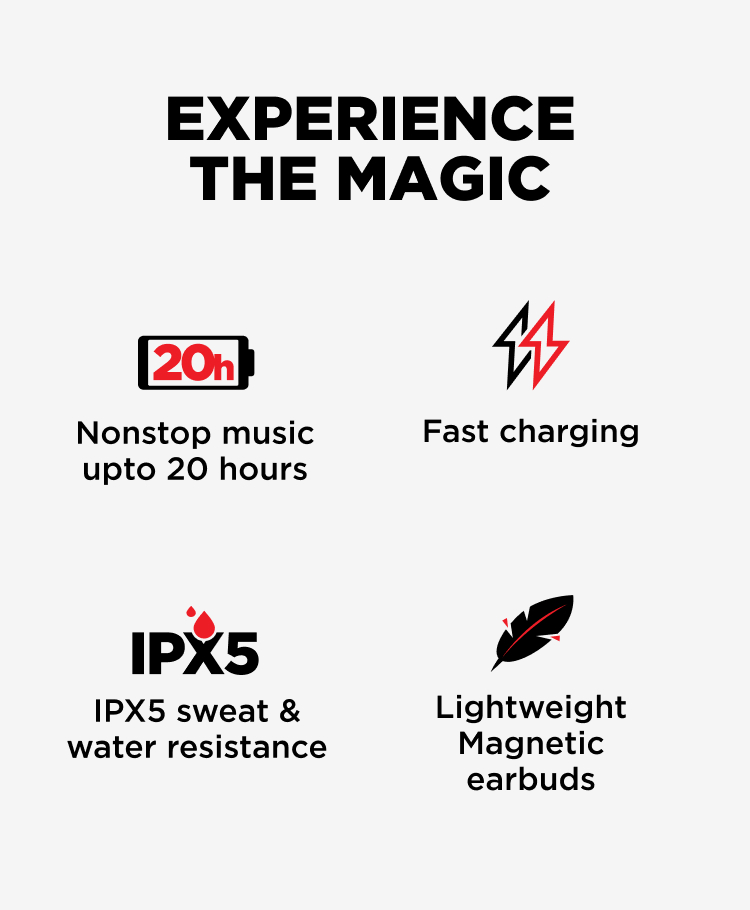 EXPERIENCE
THE MAGIC
20h
Nonstop music
upto 20 hours
Fast charging
IPX5
IPX5 sweat &
water resistance
Lightweight
Magnetic
earbuds